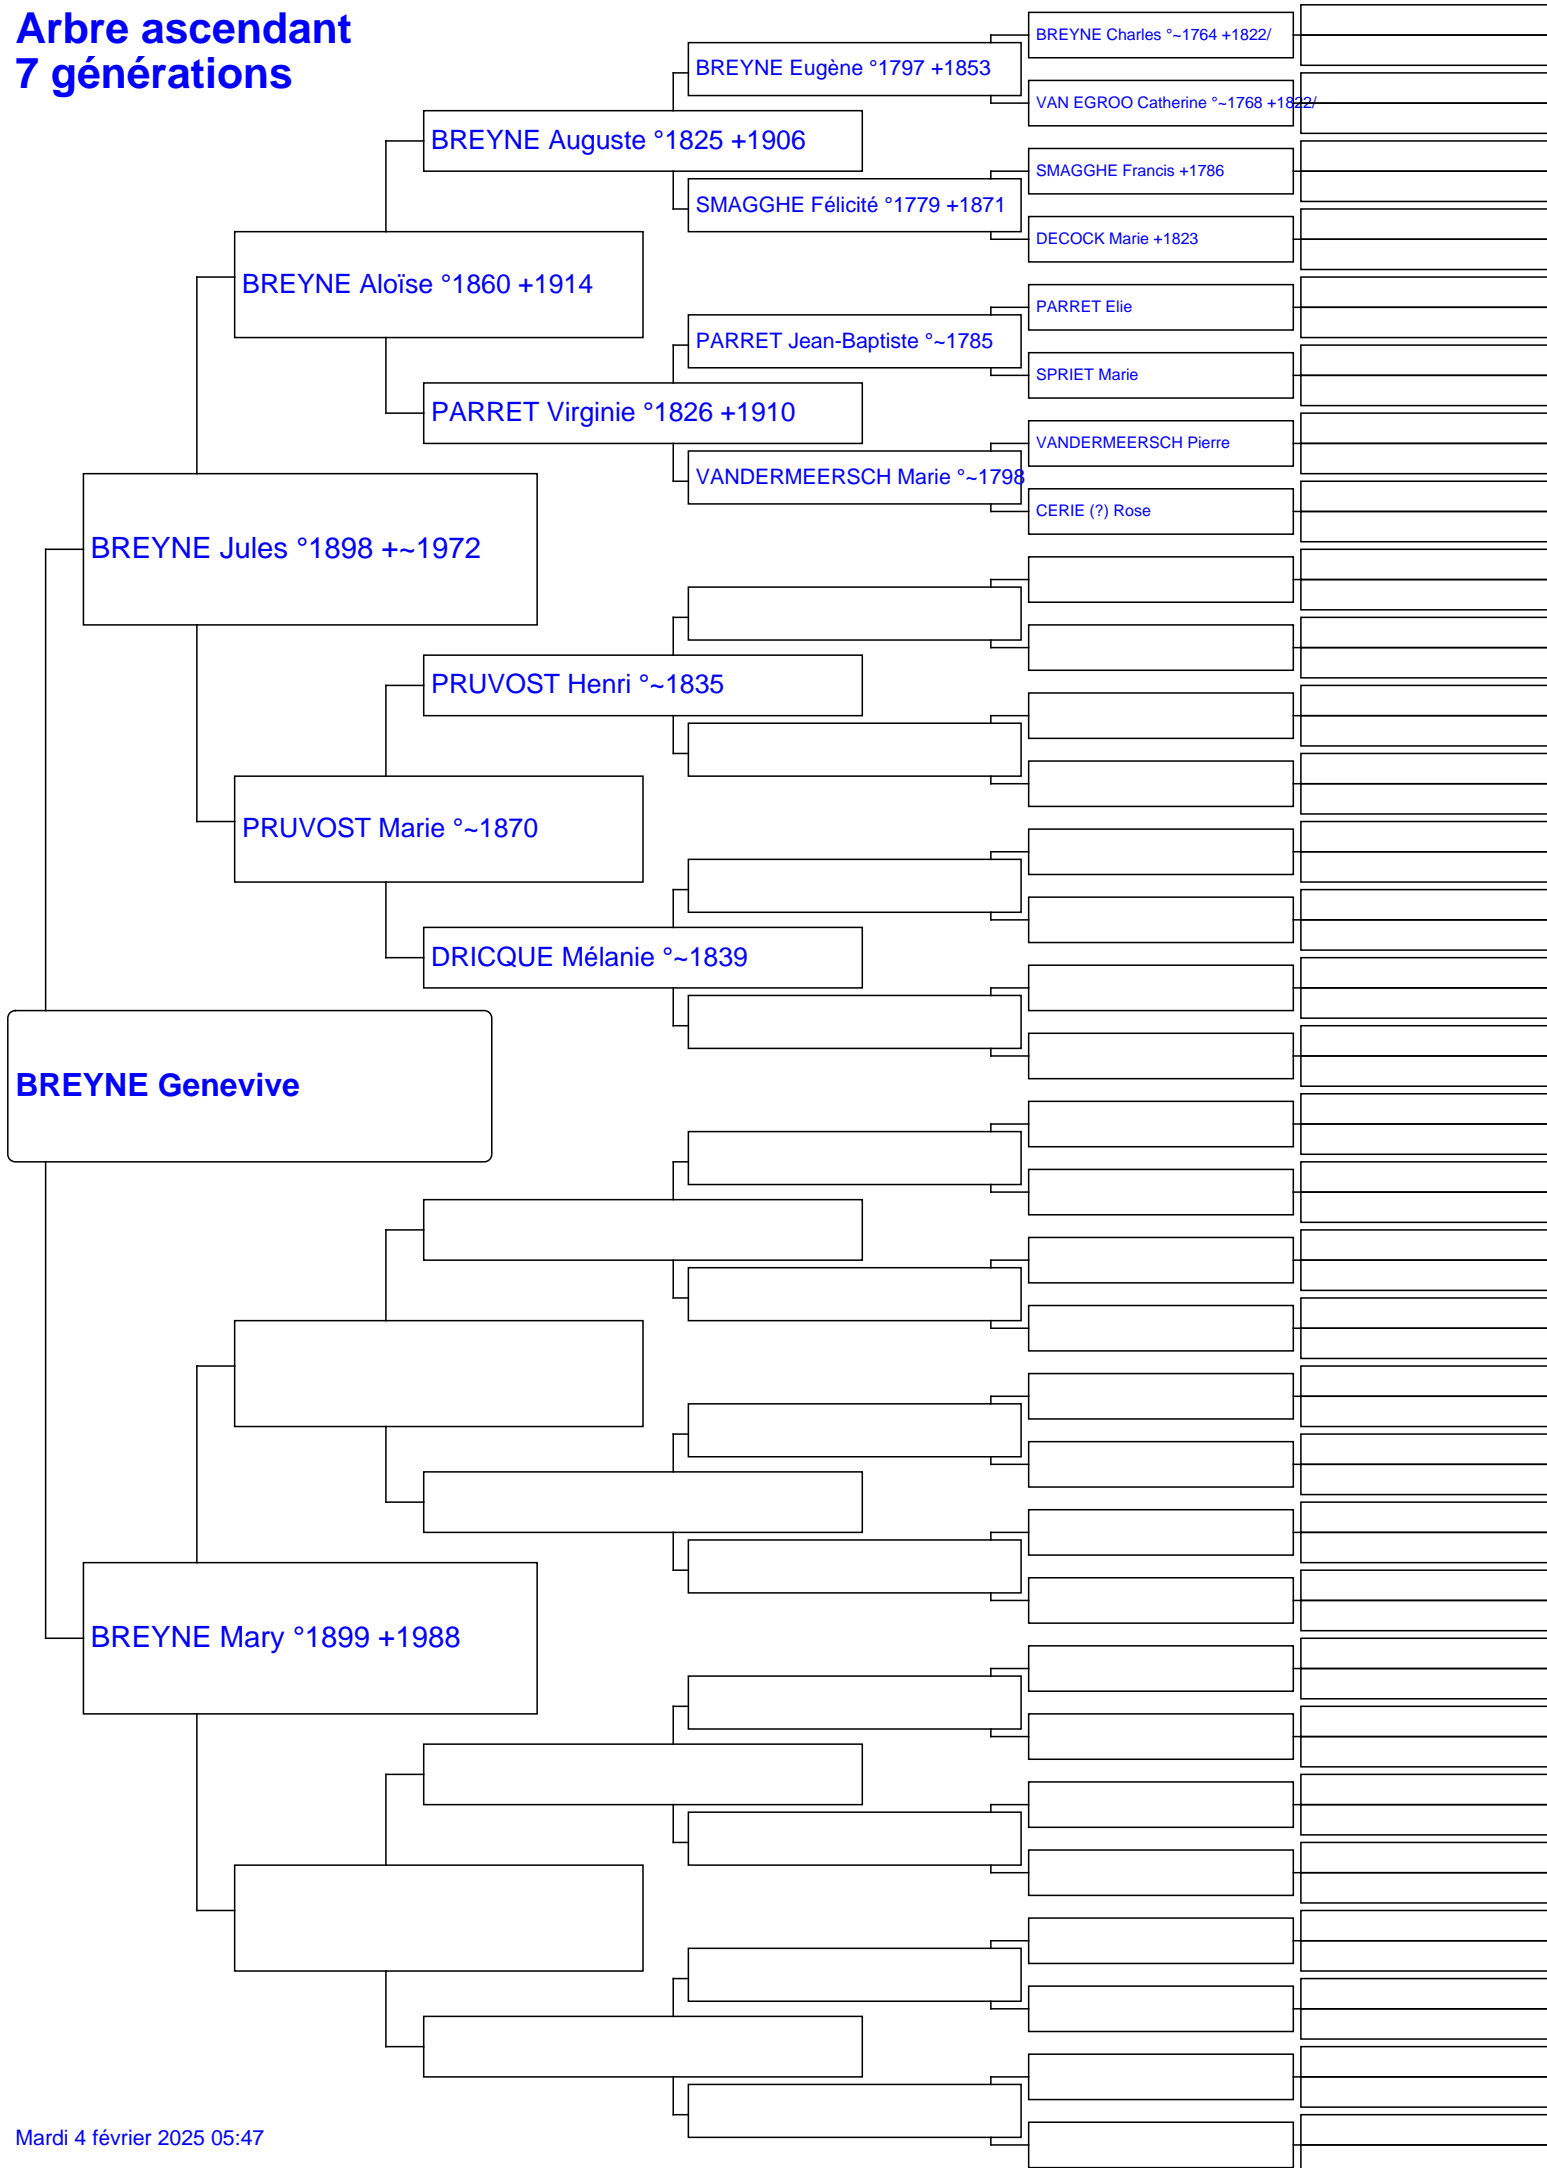 Arbre ascendant
7 générations
BREYNE Charles °~1764 +1822/
BREYNE Eugène °1797 +1853
VAN EGROO Catherine °~1768 +1822/
BREYNE Auguste °1825 +1906
SMAGGHE Francis +1786
SMAGGHE Félicité °1779 +1871
DECOCK Marie +1823
BREYNE Aloïse °1860 +1914
PARRET Elie
PARRET Jean-Baptiste °~1785
SPRIET Marie
PARRET Virginie °1826 +1910
VANDERMEERSCH Pierre
VANDERMEERSCH Marie °~1798
CERIE (?) Rose
BREYNE Jules °1898 +~1972
PRUVOST Henri °~1835
PRUVOST Marie °~1870
DRICQUE Mélanie °~1839
BREYNE Genevive
BREYNE Mary °1899 +1988
Mardi 4 février 2025 05:47